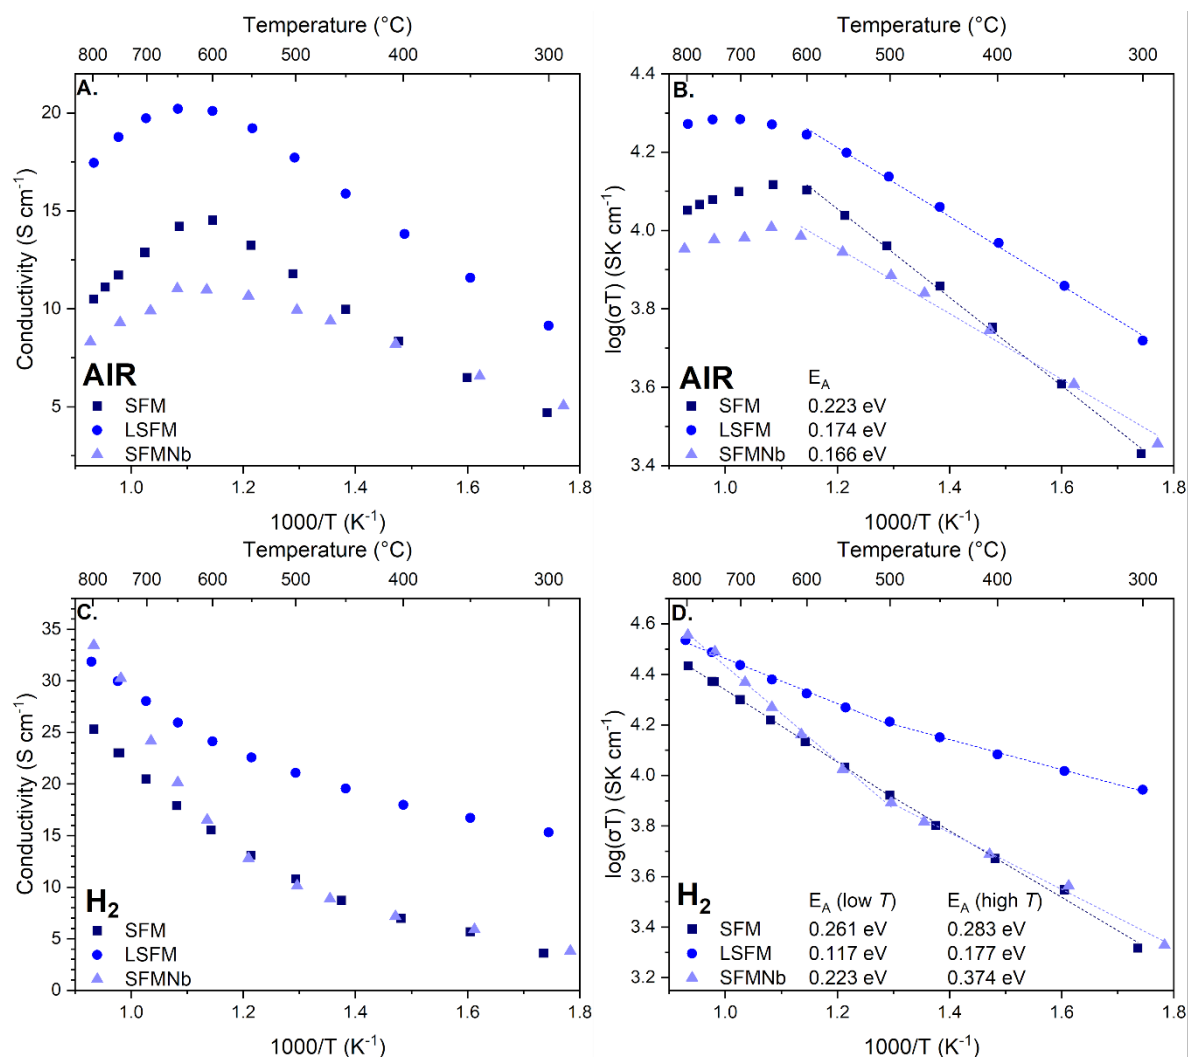 Temperature (°C)
800 700 600 500 400 300
A.
20
15
10
5
Conductivity (S cm⁻¹)
AIR
SFM
LSFM
SFMNb
1.0 1.2 1.4 1.6 1.8
1000/T (K⁻¹)
Temperature (°C)
800 700 600 500 400 300
B.
4.4
4.2
4.0
3.8
3.6
3.4
log(σT) (SK cm⁻¹)
AIR E_A
SFM 0.223 eV
LSFM 0.174 eV
SFMNb 0.166 eV
1.0 1.2 1.4 1.6 1.8
1000/T (K⁻¹)
Temperature (°C)
800 700 600 500 400 300
C.
35
30
25
20
15
10
5
0
Conductivity (S cm⁻¹)
H₂
SFM
LSFM
SFMNb
1.0 1.2 1.4 1.6 1.8
1000/T (K⁻¹)
Temperature (°C)
800 700 600 500 400 300
D.
4.6
4.4
4.2
4.0
3.8
3.6
3.4
3.2
log(σT) (SK cm⁻¹)
H₂ E_A (low T) E_A (high T)
SFM 0.261 eV 0.283 eV
LSFM 0.117 eV 0.177 eV
SFMNb 0.223 eV 0.374 eV
1.0 1.2 1.4 1.6 1.8
1000/T (K⁻¹)